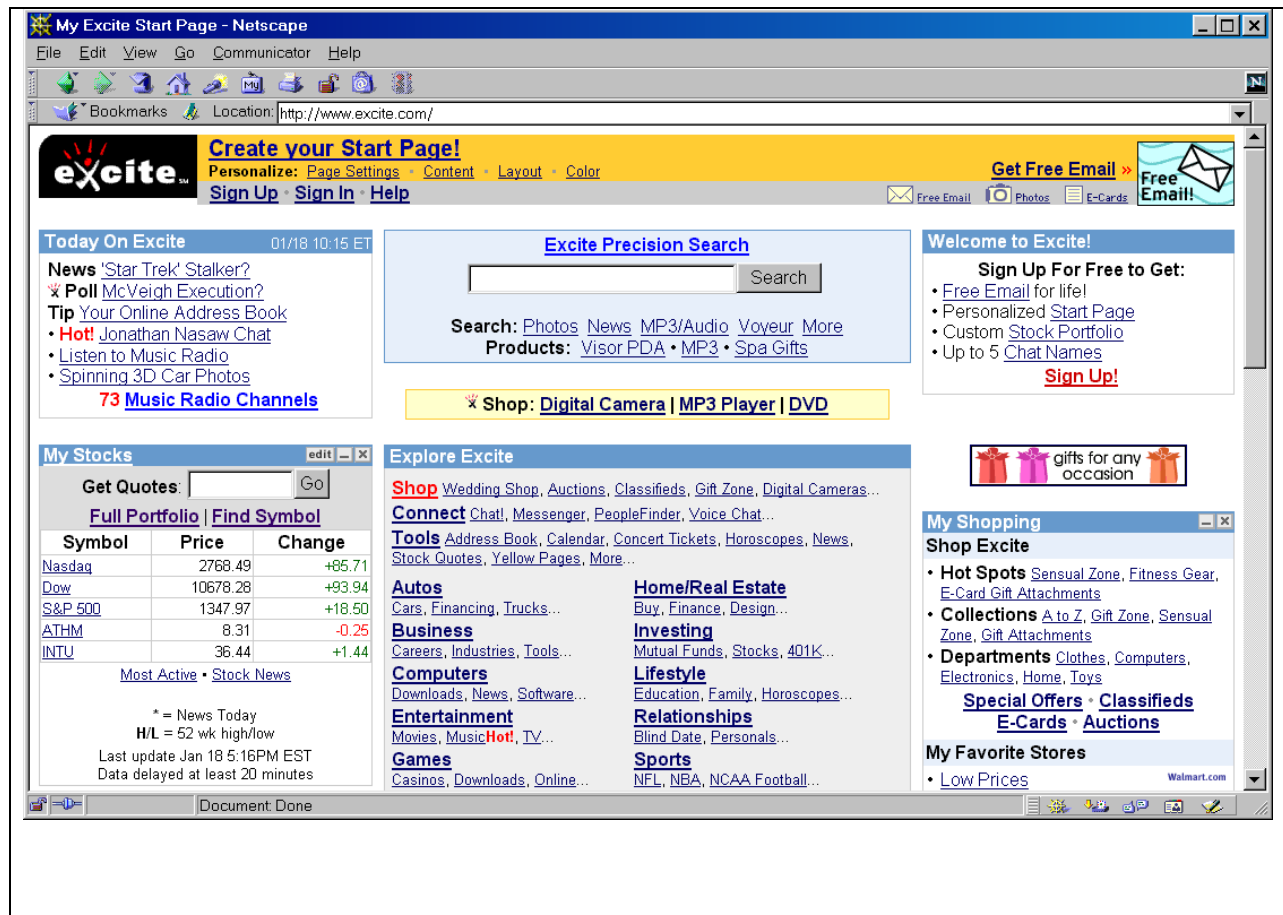 My Excite Start Page - Netscape
File Edit View Go Communicator Help
My
N
Bookmarks Location: http://www.excite.com/
excite
Create your Start Page!
Personalize: Page Settings • Content • Layout • Color
Sign Up • Sign In • Help
Get Free Email »
Free Email Photos E-Cards
Free Email!
Today On Excite 01/18 10:15 ET
News 'Star Trek' Stalker?
Poll McVeigh Execution?
Tip Your Online Address Book
• Hot! Jonathan Nasaw Chat
• Listen to Music Radio
• Spinning 3D Car Photos
73 Music Radio Channels
My Stocks edit
Get Quotes: Go
Full Portfolio | Find Symbol
Symbol Price Change
Nasdaq 2768.49 +85.71
Dow 10678.28 +93.94
S&P 500 1347.97 +18.50
ATHM 8.31 -0.25
INTU 36.44 +1.44
Most Active • Stock News
* = News Today
H/L = 52 wk high/low
Last update Jan 18 5:16PM EST
Data delayed at least 20 minutes
Excite Precision Search
Search
Search: Photos News MP3/Audio Voyeur More
Products: Visor PDA • MP3 • Spa Gifts
Shop: Digital Camera | MP3 Player | DVD
Explore Excite
Shop Wedding Shop, Auctions, Classifieds, Gift Zone, Digital Cameras...
Connect Chat!, Messenger, PeopleFinder, Voice Chat...
Tools Address Book, Calendar, Concert Tickets, Horoscopes, News,
Stock Quotes, Yellow Pages, More...
Autos
Cars, Financing, Trucks...
Business
Careers, Industries, Tools...
Computers
Downloads, News, Software...
Entertainment
Movies, MusicHot!, TV...
Games
Casinos, Downloads, Online...
Home/Real Estate
Buy, Finance, Design...
Investing
Mutual Funds, Stocks, 401K...
Lifestyle
Education, Family, Horoscopes...
Relationships
Blind Date, Personals...
Sports
NFL, NBA, NCAA Football...
Welcome to Excite!
Sign Up For Free to Get:
• Free Email for life!
• Personalized Start Page
• Custom Stock Portfolio
• Up to 5 Chat Names
Sign Up!
gifts for any
occasion
My Shopping
Shop Excite
• Hot Spots Sensual Zone, Fitness Gear,
E-Card Gift Attachments
• Collections A to Z, Gift Zone, Sensual
Zone, Gift Attachments
• Departments Clothes, Computers,
Electronics, Home, Toys
Special Offers • Classifieds
E-Cards • Auctions
My Favorite Stores
• Low Prices Walmart.com
Document: Done